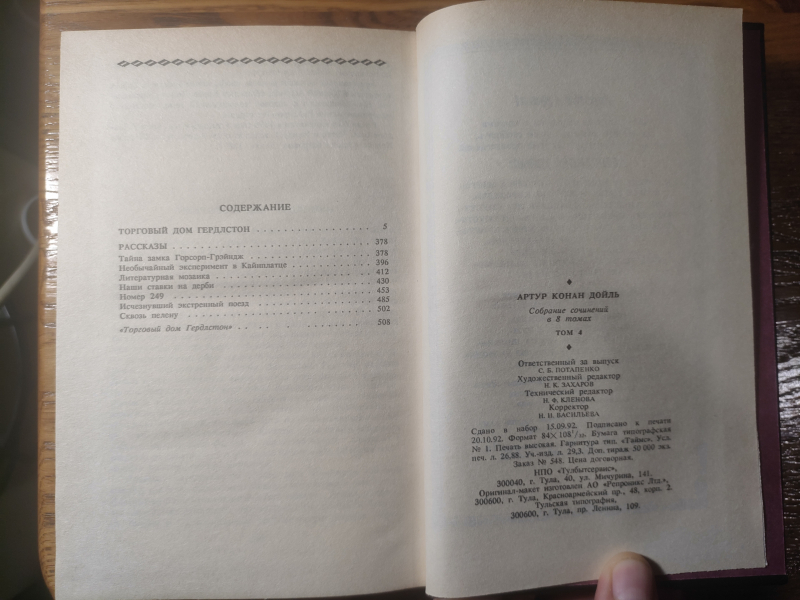 СОДЕРЖАНИЕ
ТОРГОВЫЙ ДОМ ГЕРДЛСТОН . . . . . . . . . . . . . . 5
РАССКАЗЫ . . . . . . . . . . . . . . . . . . . . . . 378
Тайна замка Горсорп-Грэйндж . . . . . . . . . . . . 378
Необычайный эксперимент в Кайнплатце . . . . . . . 396
Литературная мозаика . . . . . . . . . . . . . . . . 412
Наши ставки на дерби . . . . . . . . . . . . . . . . 430
Номер 249 . . . . . . . . . . . . . . . . . . . . . 453
Исчезнувший экстренный поезд . . . . . . . . . . . . 485
Сквозь пелену . . . . . . . . . . . . . . . . . . . 502
«Торговый дом Гердлстон» . . . . . . . . . . . . . . 508
АРТУР КОНАН ДОЙЛЬ
Собрание сочинений
в 8 томах
ТОМ 4
Ответственный за выпуск
С. Б. ПОТАПЕНКО
Художественный редактор
Н. К. ЗАХАРОВ
Технический редактор
Н. Ф. КЛЕНОВА
Корректор
Н. П. ВАСИЛЬЕВА
Сдано в набор 15.09.92. Подписано к печати
20.10.92. Формат 84×108¹/₃₂. Бумага типографская
№ 1. Печать высокая. Гарнитура тип. «Таймс». Усл.
печ. л. 26,88. Уч.-изд. л. 29,3. Доп. тираж 50 000 экз.
Заказ № 548. Цена договорная.
НПО «Тулбытсервис»,
300040, г. Тула, 40, ул. Мичурина, 141.
Оригинал-макет изготовлен АО «Репроникс Лтд.»,
300600, г. Тула, Красноармейский пр., 48, корп. 2.
Тульская типография,
300600, г. Тула, пр. Ленина, 109.